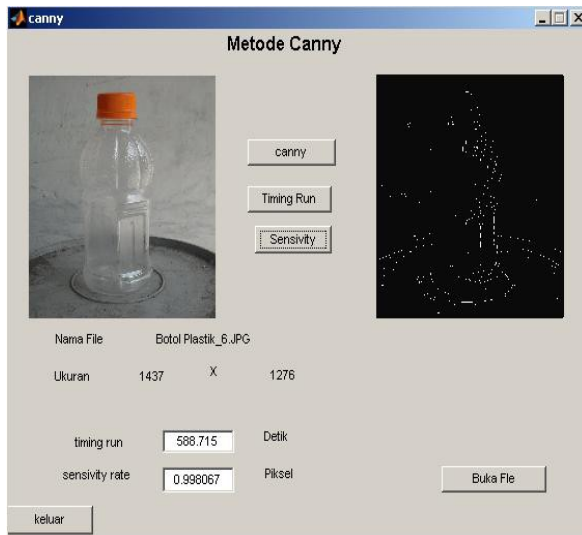 canny
Metode Canny
canny
Timing Run
Sensivity
Nama File Botol Plastik_6.JPG
Ukuran 1437 X 1276
timing run 588.715 Detik
sensivity rate 0.998067 Piksel
Buka Fle
keluar